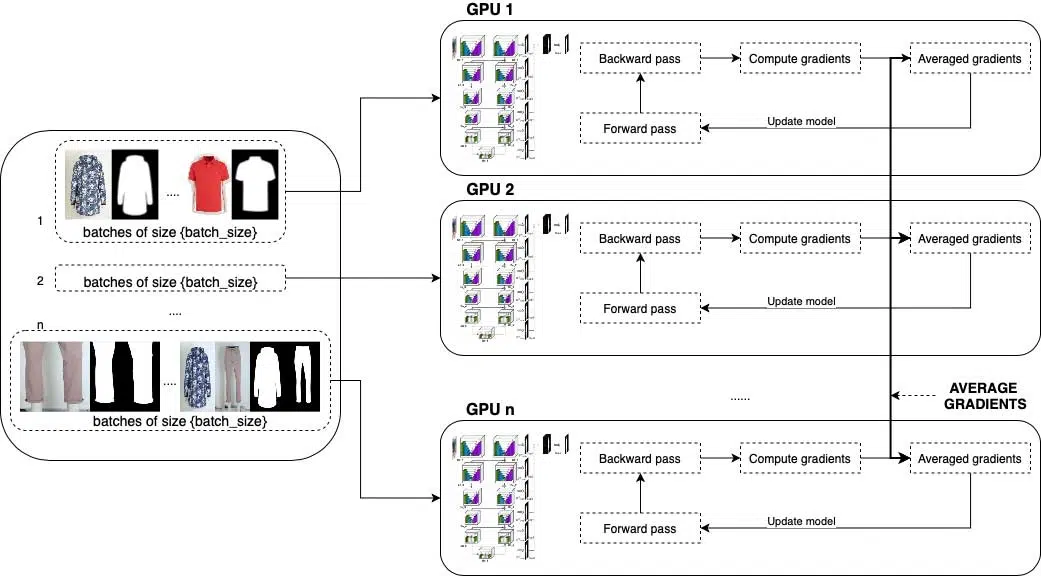 GPU 1
Backward pass
Compute gradients
Averaged gradients
Forward pass
Update model
1
....
batches of size {batch_size}
2
batches of size {batch_size}
....
n
....
batches of size {batch_size}
GPU 2
Backward pass
Compute gradients
Averaged gradients
Forward pass
Update model
......
AVERAGE
GRADIENTS
GPU n
Backward pass
Compute gradients
Averaged gradients
Forward pass
Update model